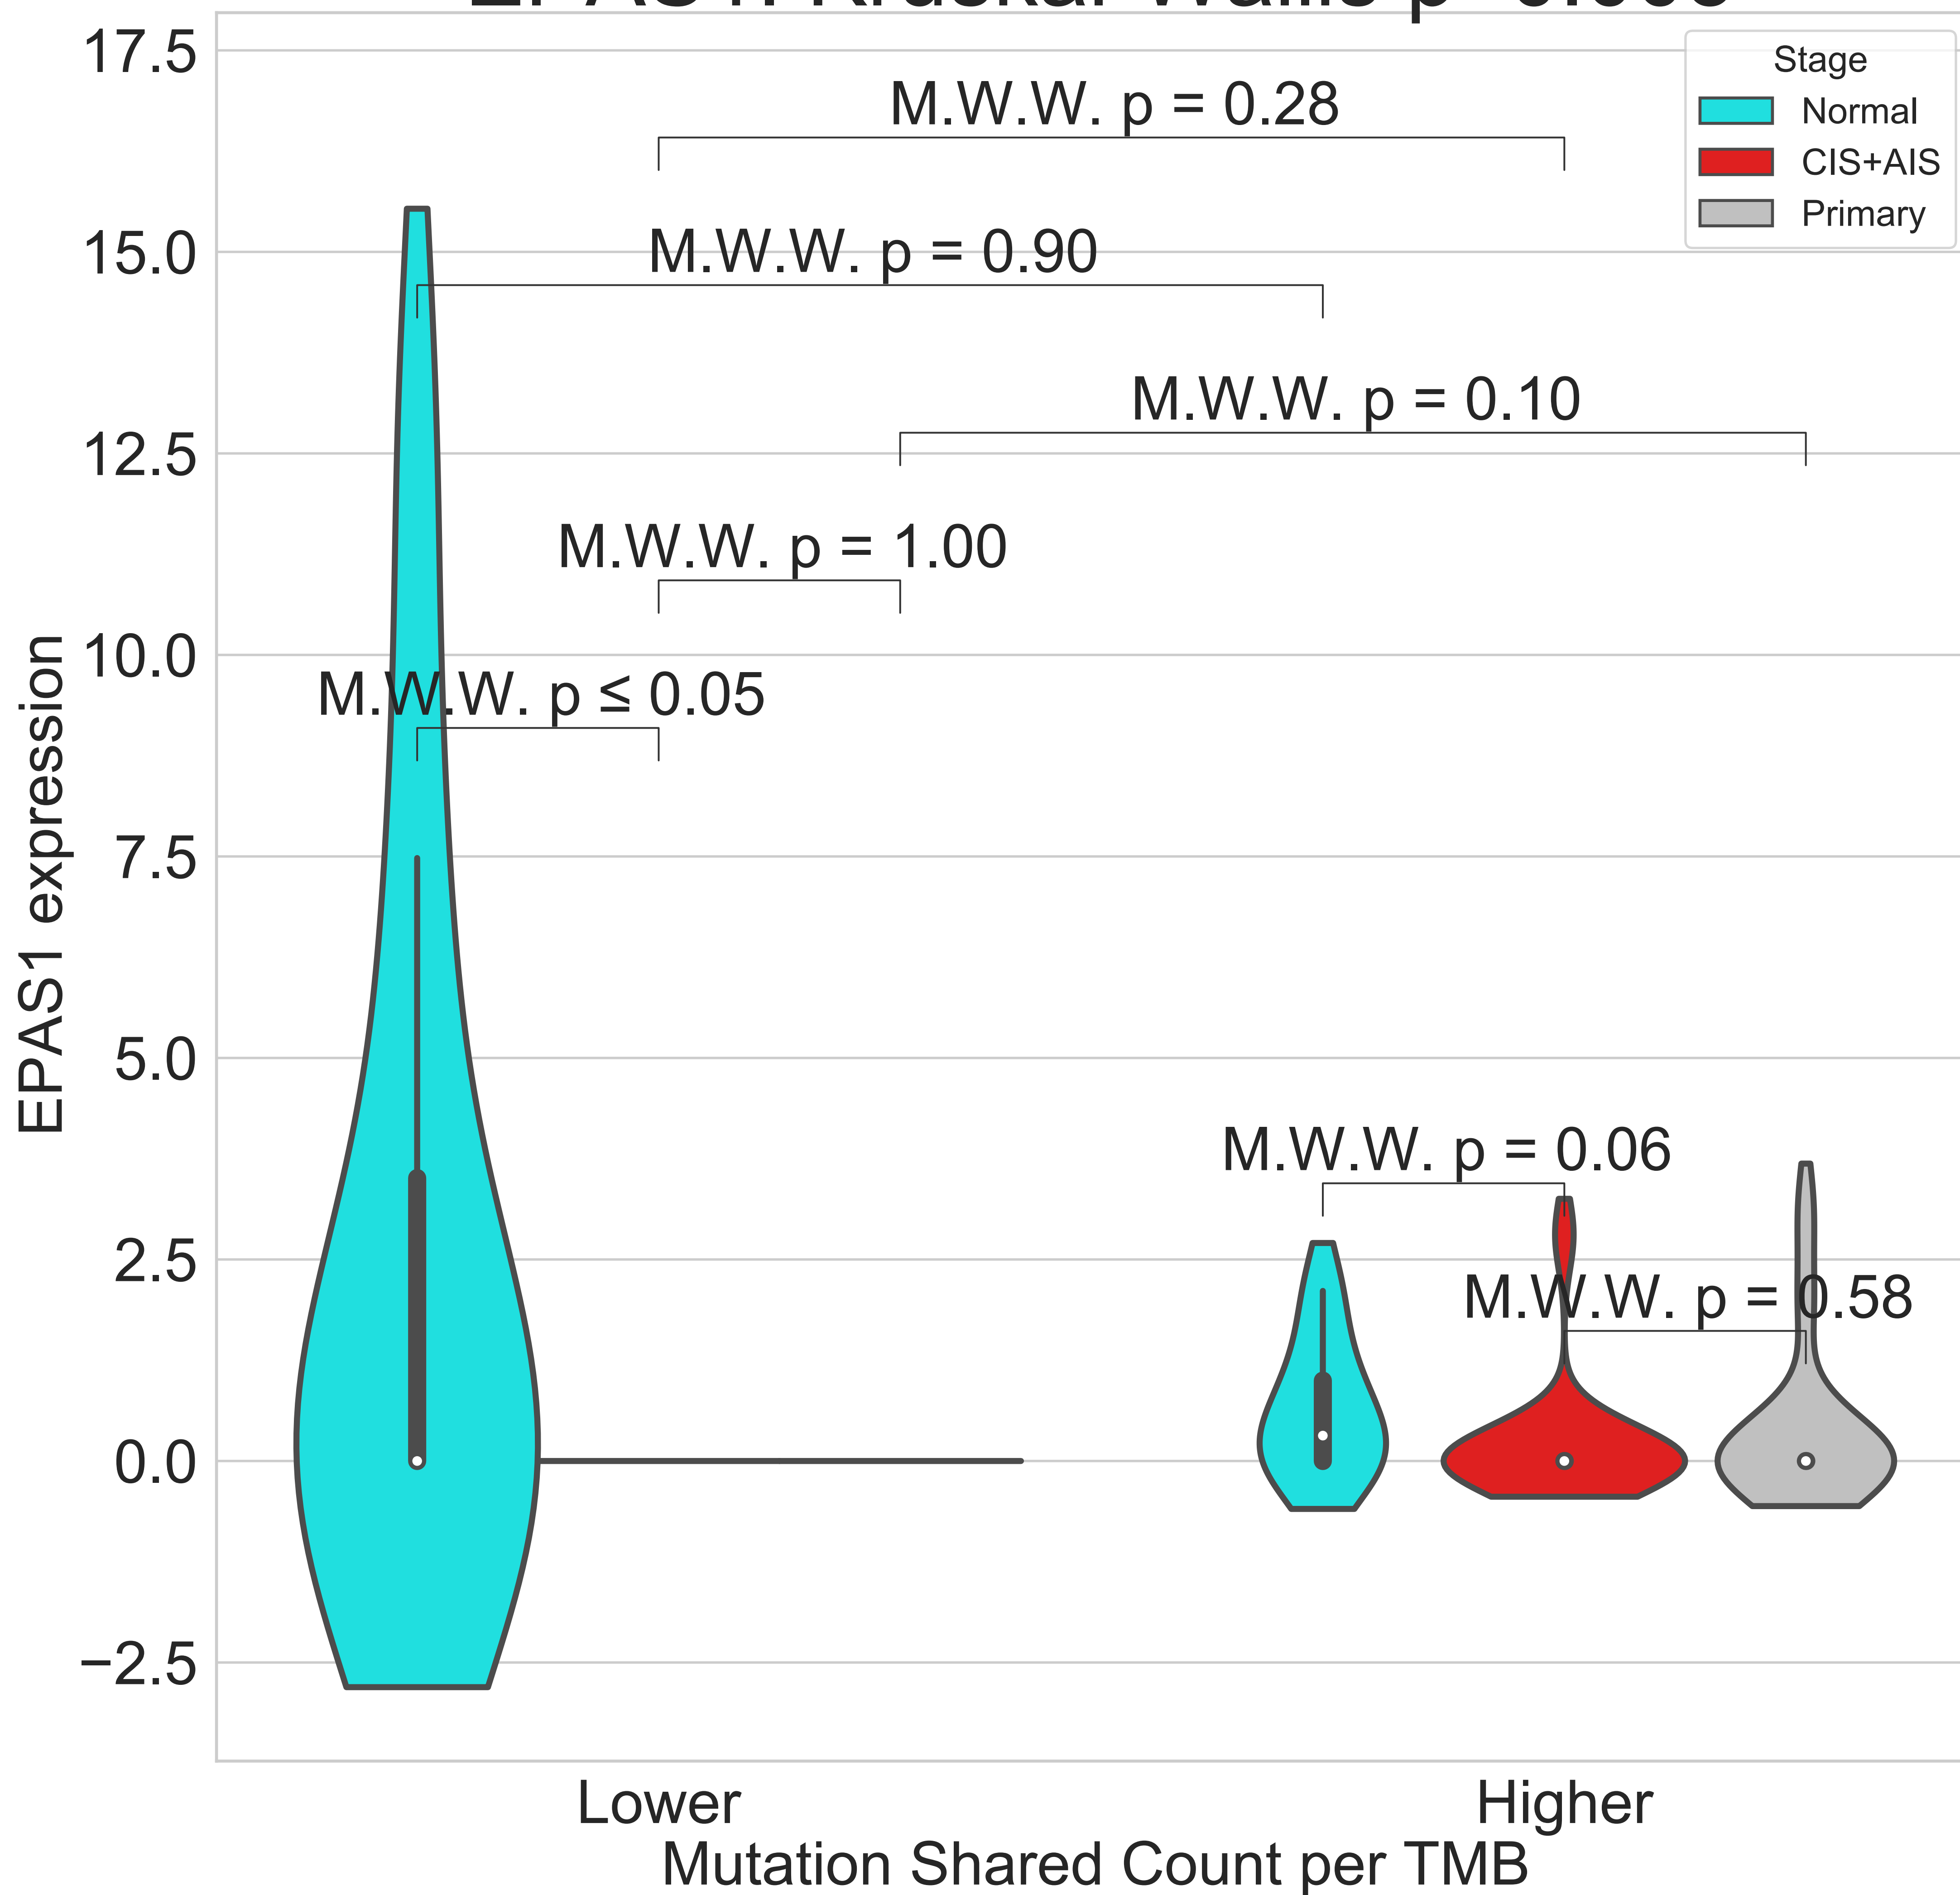 17.5
15.0
12.5
10.0
7.5
5.0
2.5
0.0
−2.5
EPAS1 expression
M.W.W. p = 0.28
M.W.W. p = 0.90
M.W.W. p = 0.10
M.W.W. p = 1.00
M.W.W. p ≤ 0.05
M.W.W. p = 0.06
M.W.W. p = 0.58
Stage
Normal
CIS+AIS
Primary
Lower
Higher
Mutation Shared Count per TMB